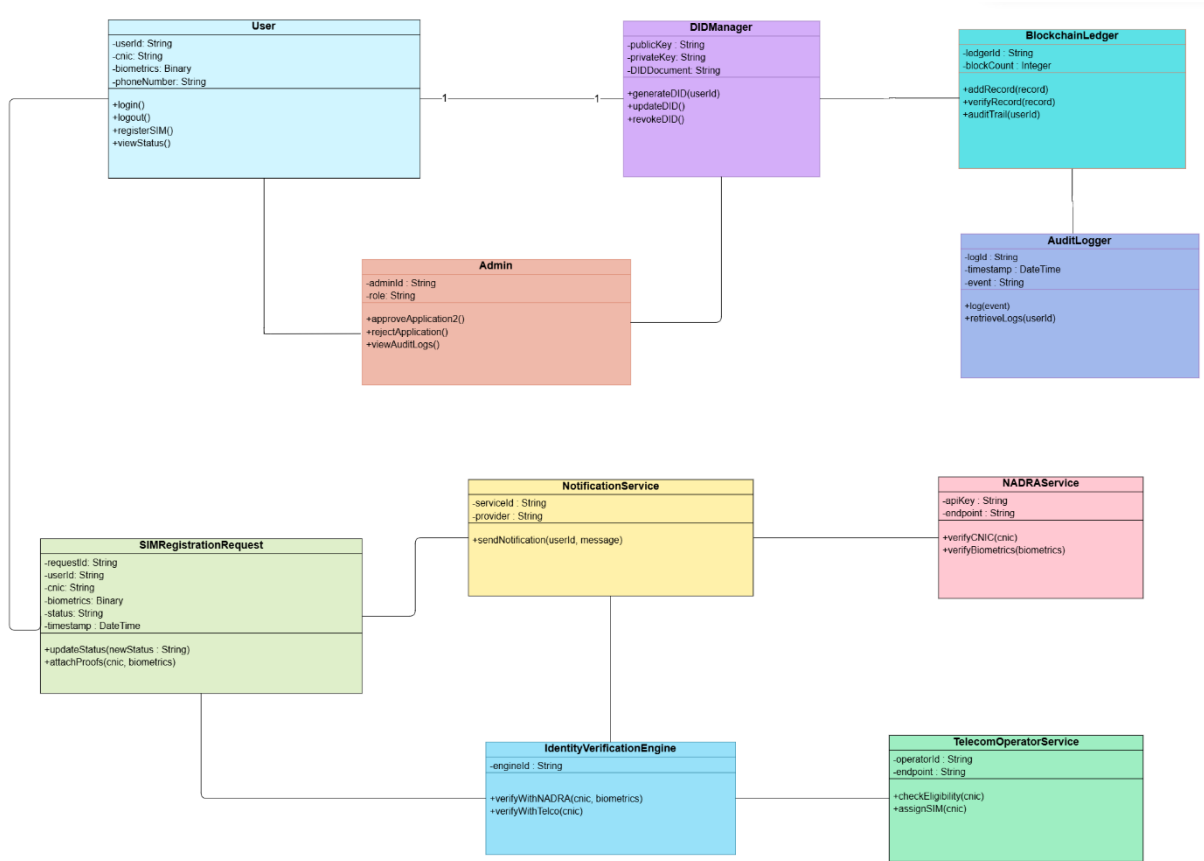 User
-userId: String
-cnic: String
-biometrics: Binary
-phoneNumber: String
+login()
+logout()
+registerSIM()
+viewStatus()
1
1
DIDManager
-publicKey : String
-privateKey : String
-DIDDocument: String
+generateDID(userId)
+updateDID()
+revokeDID()
BlockchainLedger
-ledgerId : String
-blockCount : Integer
+addRecord(record)
+verifyRecord(record)
+auditTrail(userId)
AuditLogger
-logId : String
-timestamp : DateTime
-event : String
+log(event)
+retrieveLogs(userId)
Admin
-adminId : String
-role: String
+approveApplication2()
+rejectApplication()
+viewAuditLogs()
NotificationService
-serviceId : String
-provider : String
+sendNotification(userId, message)
NADRAService
-apiKey : String
-endpoint : String
+verifyCNIC(cnic)
+verifyBiometrics(biometrics)
SIMRegistrationRequest
-requestId: String
-userId: String
-cnic: String
-biometrics: Binary
-status: String
-timestamp : DateTime
+updateStatus(newStatus : String)
+attachProofs(cnic, biometrics)
IdentityVerificationEngine
-engineId : String
+verifyWithNADRA(cnic, biometrics)
+verifyWithTelco(cnic)
TelecomOperatorService
-operatorId : String
-endpoint : String
+checkEligibility(cnic)
+assignSIM(cnic)